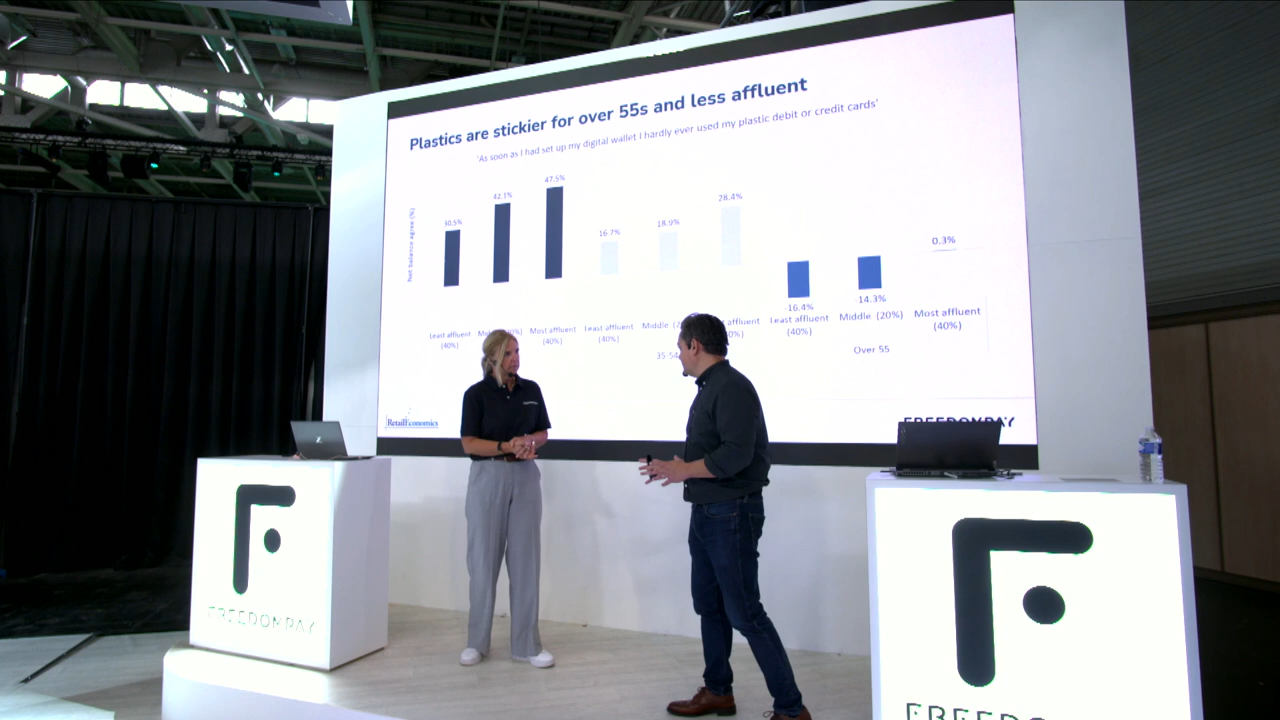 Plastics are stickier for over 55s and less affluent
'As soon as I had set up my digital wallet I hardly ever used my plastic debit or credit cards'
Net balance agree (%)
30.5%
42.1%
47.5%
16.7%
18.9%
28.4%
16.4%
14.3%
0.3%
Least affluent (40%)
Most affluent (40%)
Least affluent (40%)
Middle
affluent
Least affluent (40%)
Middle (20%)
Most affluent (40%)
Over 55
RetailEconomics
FREEDOMPAY
FREEDOMPAY